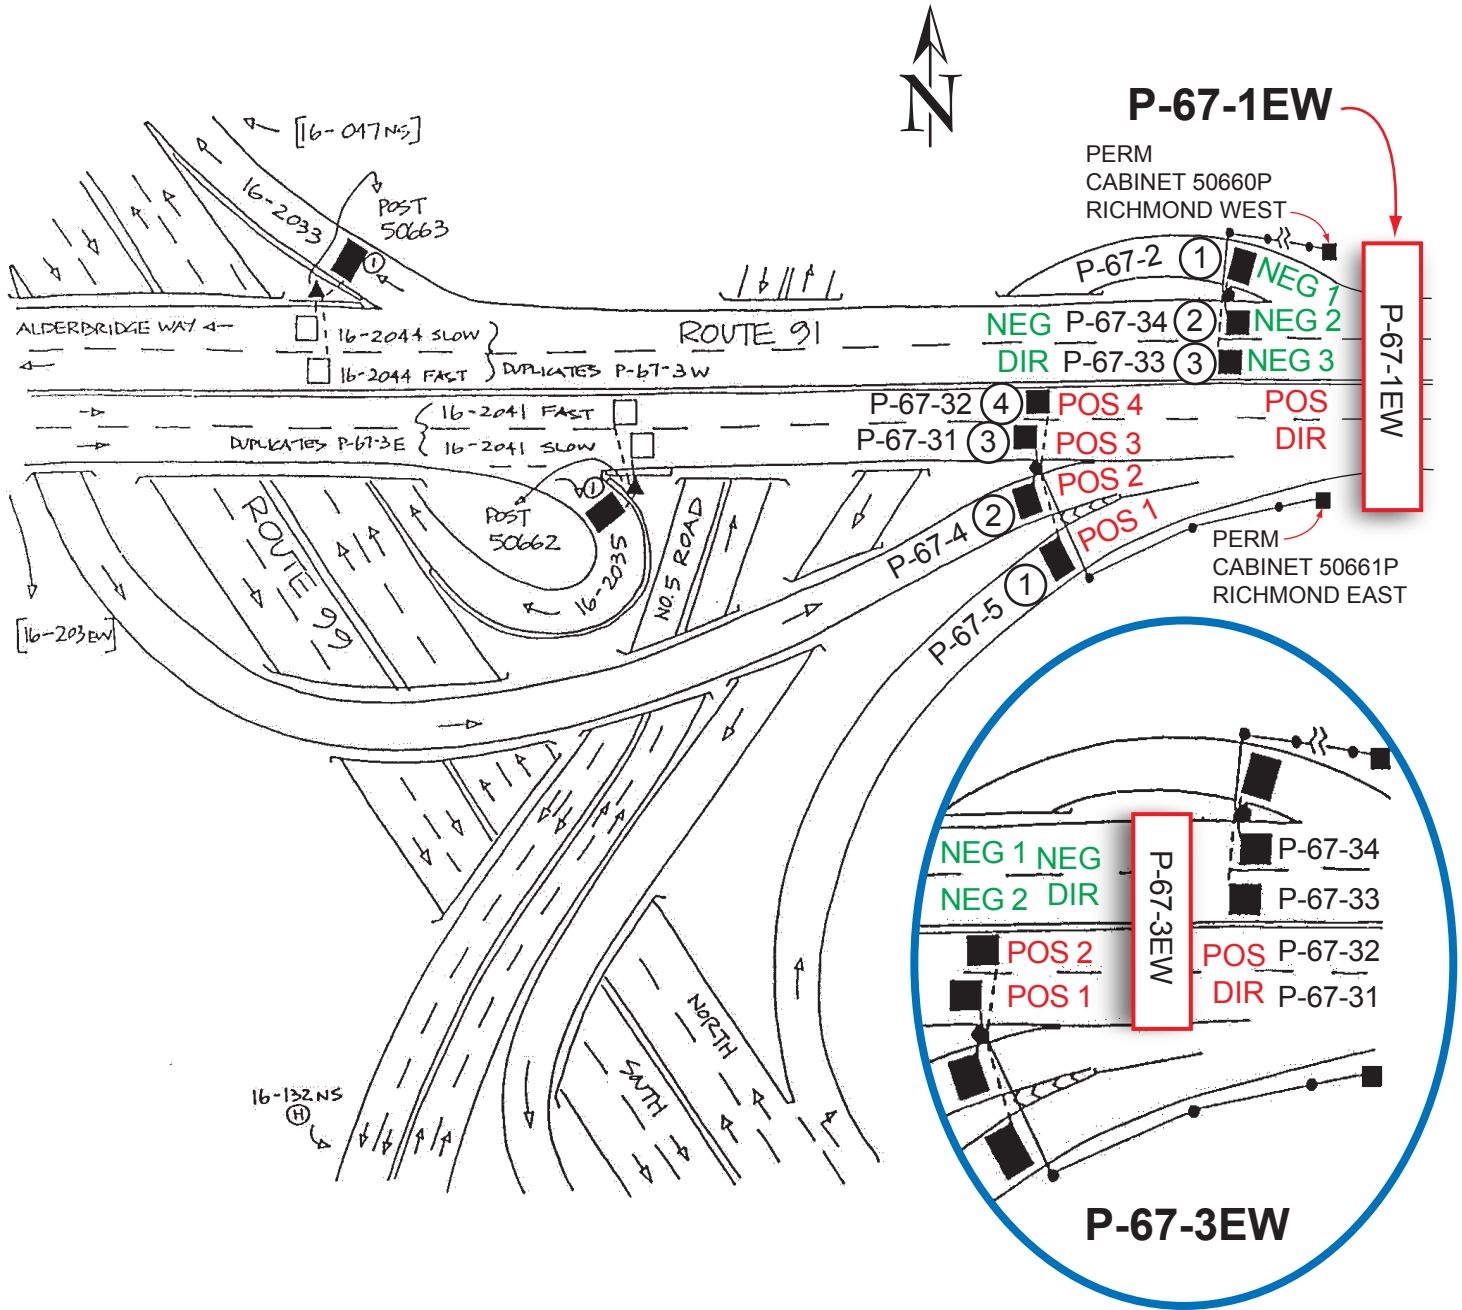 N
P-67-1EW
PERM
CABINET 50660P
RICHMOND WEST
[16-047NS]
16-2033
POST
50663
1
P-67-2 1 NEG 1
ALDERBRIDGE WAY
16-2044 SLOW
16-2044 FAST
DUPLICATES P-67-3W
ROUTE 91
NEG
DIR
P-67-34 2 NEG 2
P-67-33 3 NEG 3
P-67-1EW
16-2041 FAST
DUPLICATES P-67-3E
16-2041 SLOW
P-67-32 4 POS 4
P-67-31 3 POS 3
POS
DIR
POS 2
P-67-4 2
POS 1
P-67-5 1
ROUTE 99
POST
50662
1
16-2035
NO. 5 ROAD
PERM
CABINET 50661P
RICHMOND EAST
[16-203EW]
NEG 1
NEG 2
NEG
DIR
P-67-3EW
P-67-34
P-67-33
POS 2
POS 1
POS
DIR
P-67-32
P-67-31
NORTH
SOUTH
16-132NS
H
P-67-3EW